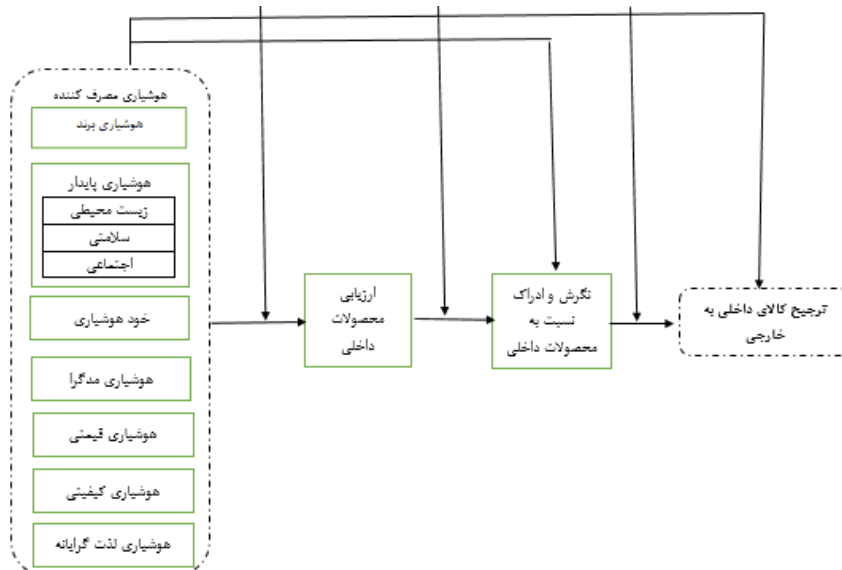 هوشیاری مصرف کننده
هوشیاری برند
هوشیاری پایدار
زیست محیطی
سلامتی
اجتماعی
خود هوشیاری
هوشیاری مدگرا
هوشیاری قیمتی
هوشیاری کیفیتی
هوشیاری لذت گرایانه
ارزیابی
محصولات
داخلی
نگرش و ادراک
نسبت به
محصولات داخلی
ترجیح کالای داخلی به
خارجی